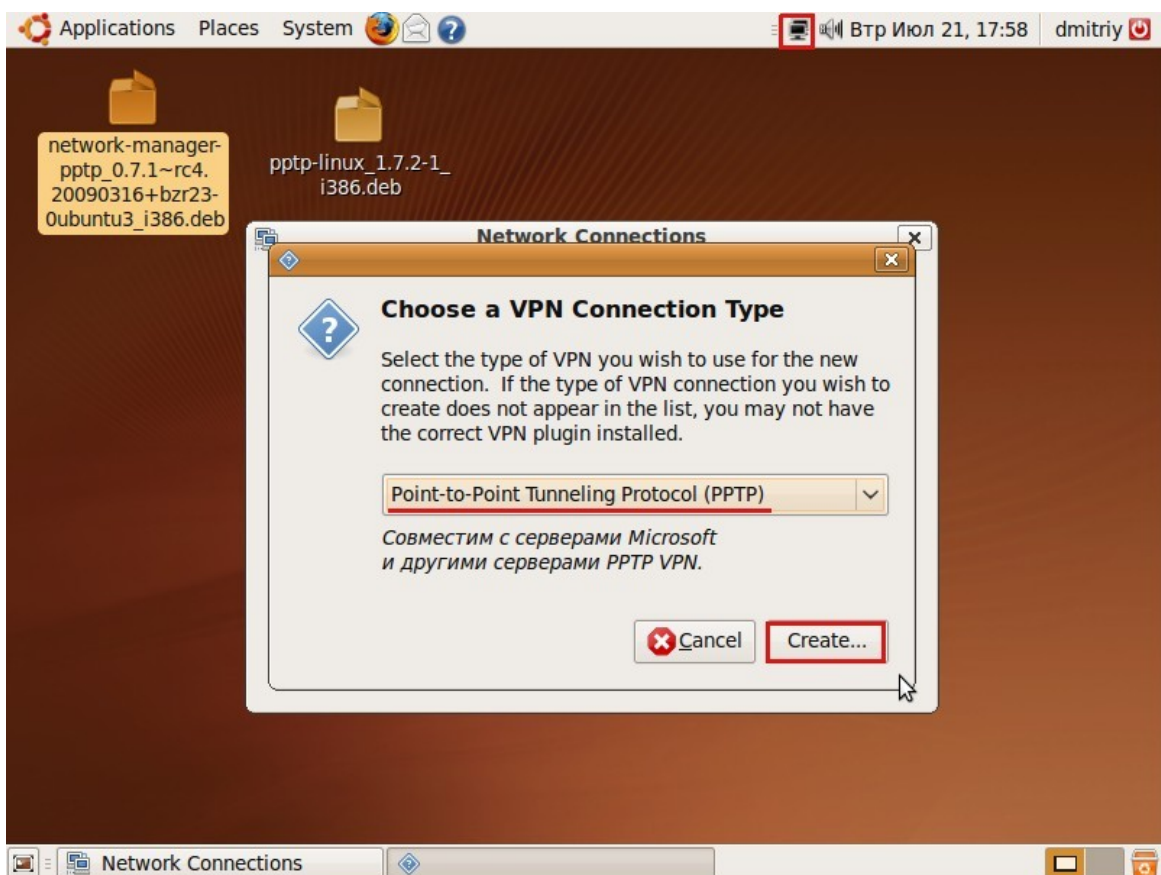 Applications Places System Втр Июл 21, 17:58 dmitriy
network-manager-
pptp_0.7.1~rc4.
20090316+bzr23-
0ubuntu3_i386.deb
pptp-linux_1.7.2-1_
i386.deb
Network Connections
Choose a VPN Connection Type
Select the type of VPN you wish to use for the new
connection. If the type of VPN connection you wish to
create does not appear in the list, you may not have
the correct VPN plugin installed.
Point-to-Point Tunneling Protocol (PPTP)
Совместим с серверами Microsoft
и другими серверами PPTP VPN.
Cancel Create...
Network Connections